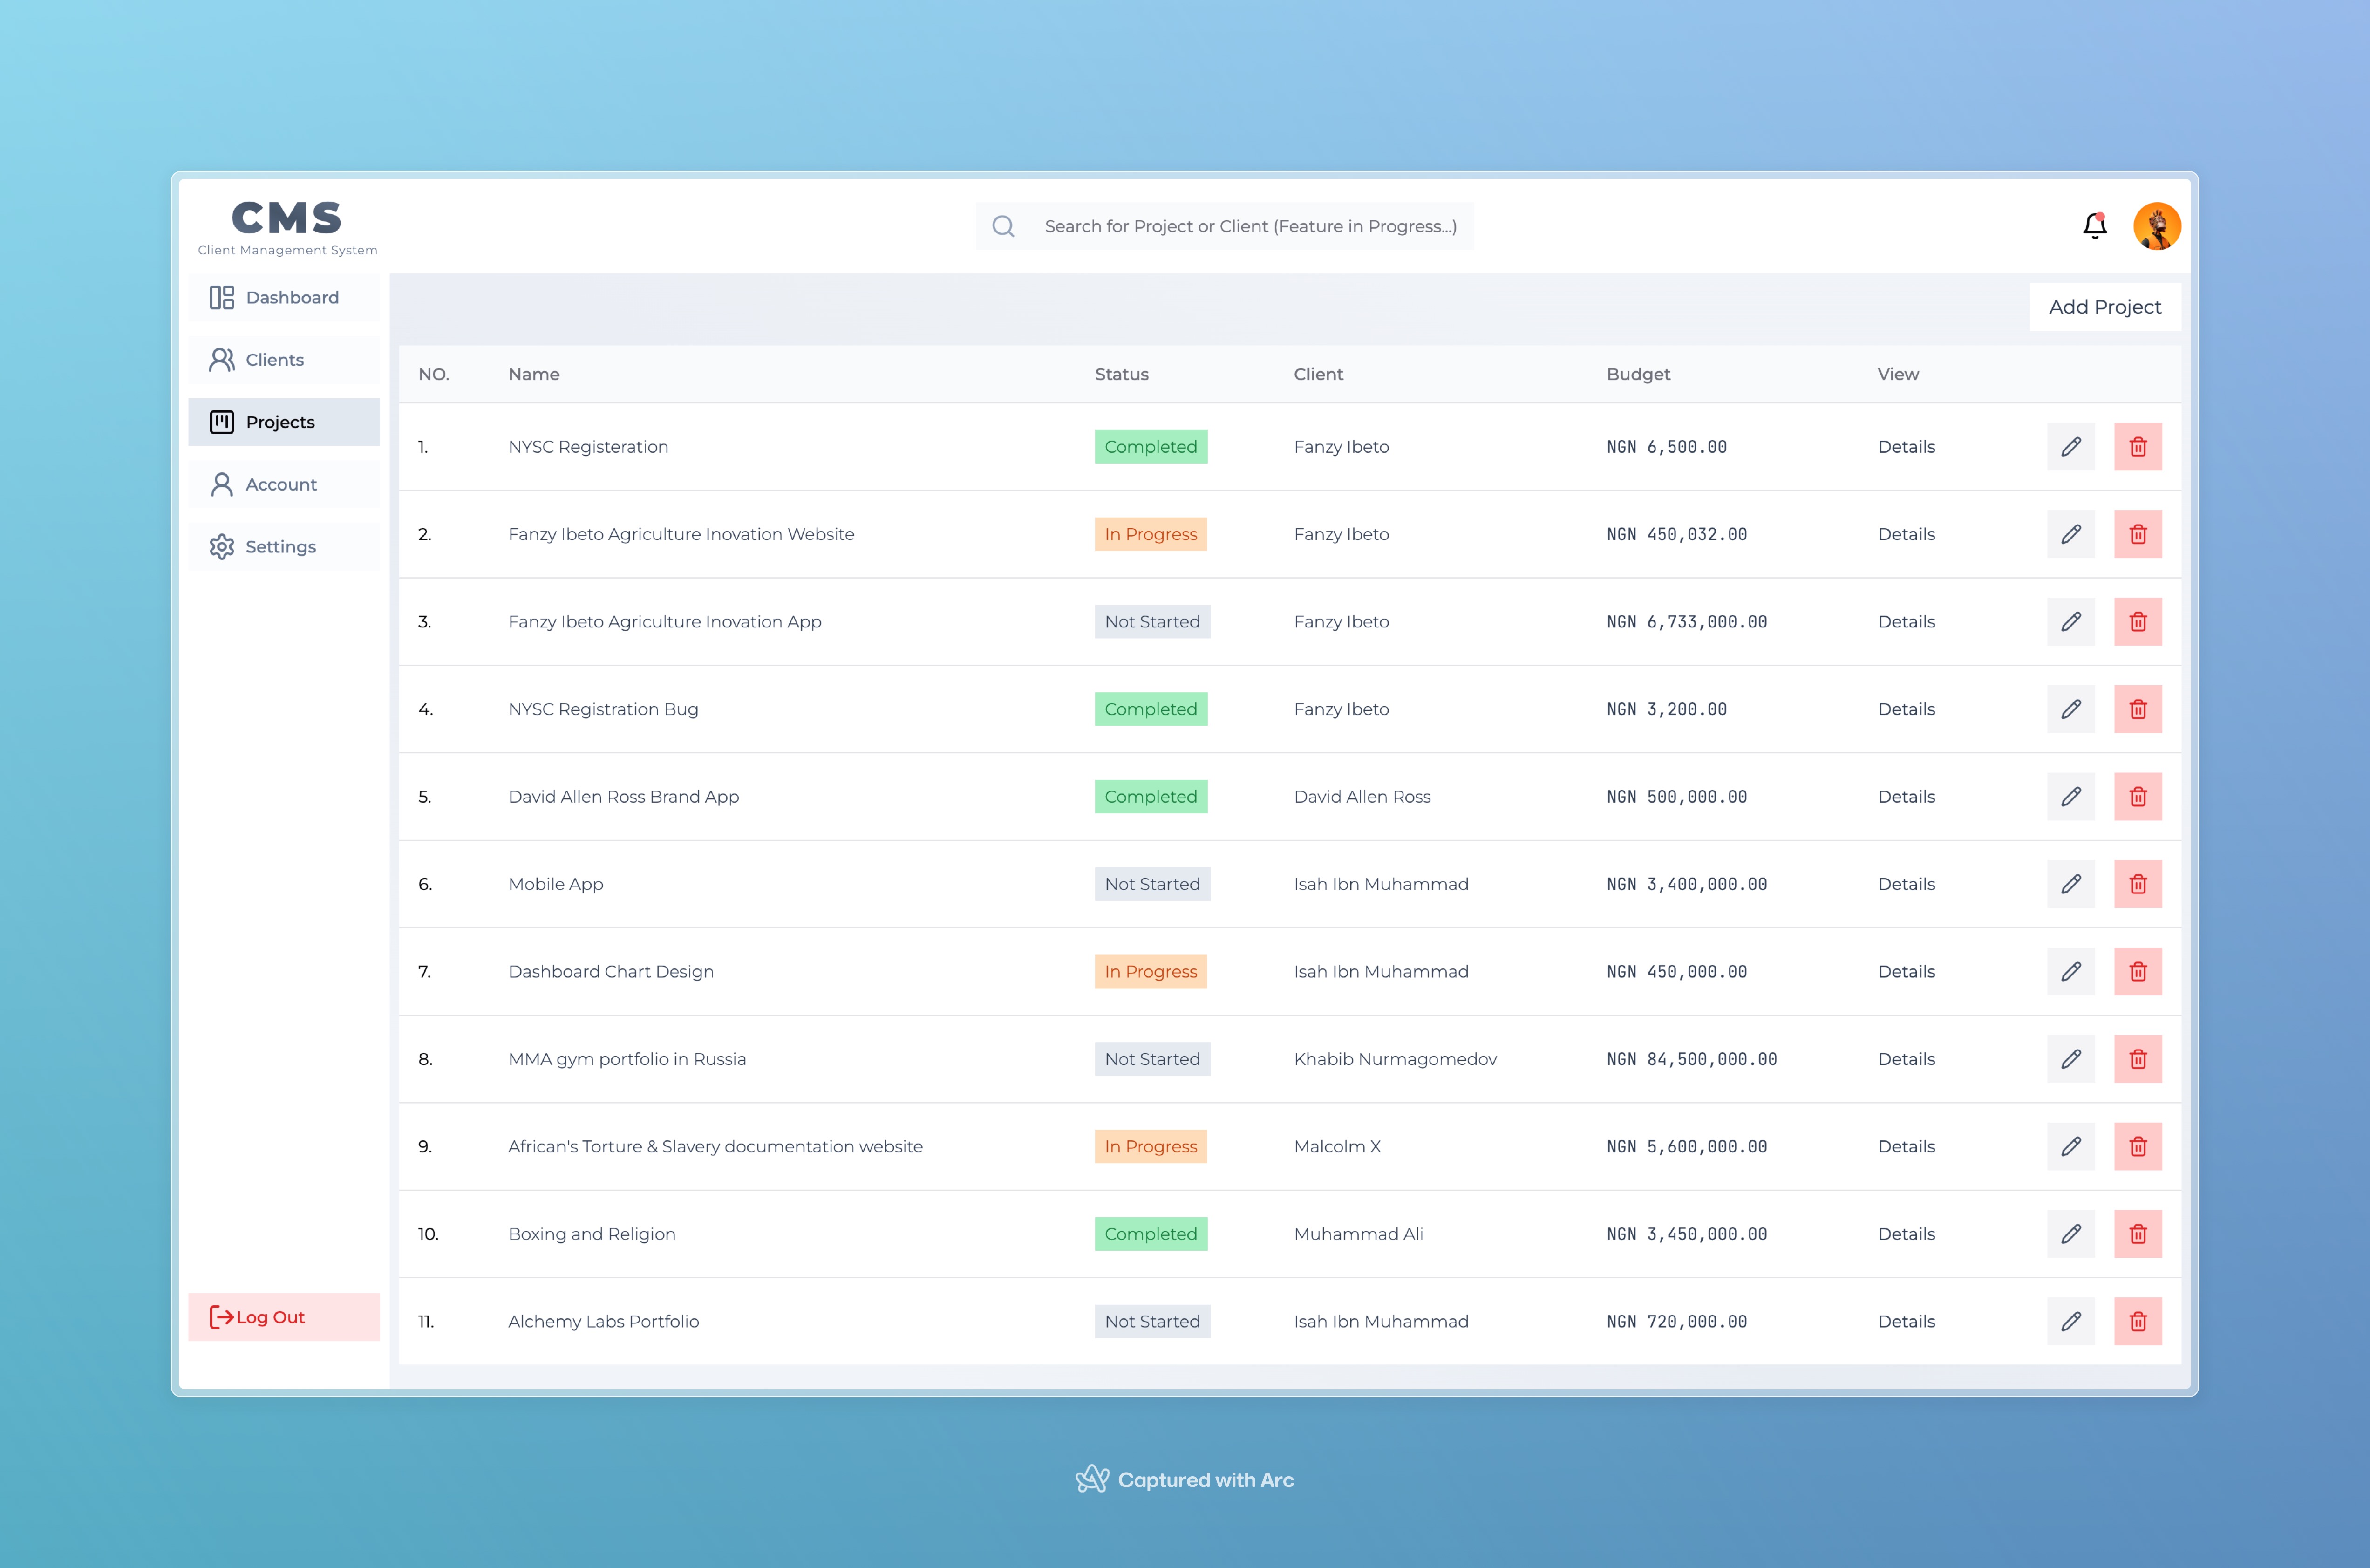 CMS
Client Management System
Search for Project or Client (Feature in Progress...)
Dashboard
Clients
Projects
Account
Settings
Log Out
Add Project
NO. Name Status Client Budget View
1. NYSC Registeration Completed Fanzy Ibeto NGN 6,500.00 Details
2. Fanzy Ibeto Agriculture Inovation Website In Progress Fanzy Ibeto NGN 450,032.00 Details
3. Fanzy Ibeto Agriculture Inovation App Not Started Fanzy Ibeto NGN 6,733,000.00 Details
4. NYSC Registration Bug Completed Fanzy Ibeto NGN 3,200.00 Details
5. David Allen Ross Brand App Completed David Allen Ross NGN 500,000.00 Details
6. Mobile App Not Started Isah Ibn Muhammad NGN 3,400,000.00 Details
7. Dashboard Chart Design In Progress Isah Ibn Muhammad NGN 450,000.00 Details
8. MMA gym portfolio in Russia Not Started Khabib Nurmagomedov NGN 84,500,000.00 Details
9. African's Torture & Slavery documentation website In Progress Malcolm X NGN 5,600,000.00 Details
10. Boxing and Religion Completed Muhammad Ali NGN 3,450,000.00 Details
11. Alchemy Labs Portfolio Not Started Isah Ibn Muhammad NGN 720,000.00 Details
Captured with Arc